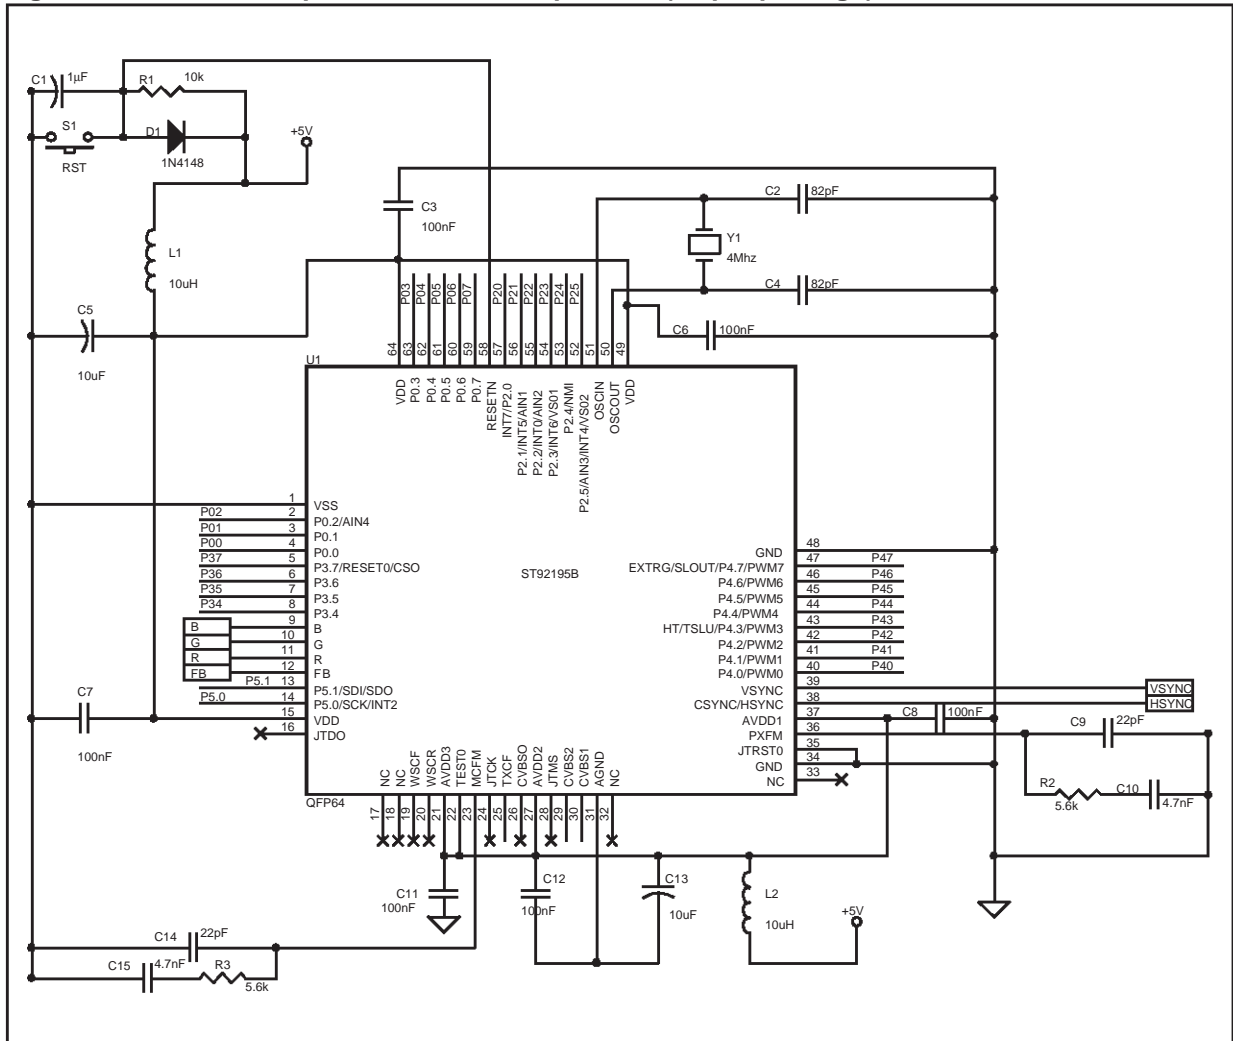 C1
1μF
R1
10k
S1
D1
+5V
RST
1N4148
C3
100nF
C2
82pF
Y1
4Mhz
C4
82pF
L1
10uH
C5
10uF
C6
100nF
P03
P04
P05
P06
P07
P20
P21
P22
P23
P24
P25
64
63
62
61
60
59
58
57
56
55
54
53
52
51
50
49
U1
VDD
P0.3
P0.4
P0.5
P0.6
P0.7
RESETN
INT7/P2.0
P2.1/INT5/AIN1
P2.2/INT0/AIN2
P2.3/INT6/VS01
P2.4/NMI
P2.5/AIN3/INT4/VS02
OSCIN
OSCOUT
VDD
1 VSS
P02 2 P0.2/AIN4
P01 3 P0.1
P00 4 P0.0
P37 5 P3.7/RESET0/CSO
P36 6 P3.6
P35 7 P3.5
P34 8 P3.4
B 9 B
G 10 G
R 11 R
FB 12 FB
P5.1 13 P5.1/SDI/SDO
P5.0 14 P5.0/SCK/INT2
15 VDD
16 JTDO
ST92195B
GND 48
EXTRG/SLOUT/P4.7/PWM7 47 P47
P4.6/PWM6 46 P46
P4.5/PWM5 45 P45
P4.4/PWM4 44 P44
HT/TSLU/P4.3/PWM3 43 P43
P4.2/PWM2 42 P42
P4.1/PWM1 41 P41
P4.0/PWM0 40 P40
VSYNC 39 VSYNC
CSYNC/HSYNC 38 HSYNC
AVDD1 37
PXFM 36
JTRST0 35
GND 34
NC 33
C7
100nF
C8
100nF
C9
22pF
R2
5.6k
C10
4.7nF
NC
NC
WSCF
WSCR
AVDD3
TEST0
MCFM
JTCK
TXCF
CVBSO
AVDD2
JTMS
CVBS2
CVBS1
AGND
NC
QFP64
17
18
19
20
21
22
23
24
25
26
27
28
29
30
31
32
C11
100nF
C12
100nF
C13
10uF
L2
10uH
+5V
C14
22pF
C15
4.7nF
R3
5.6k